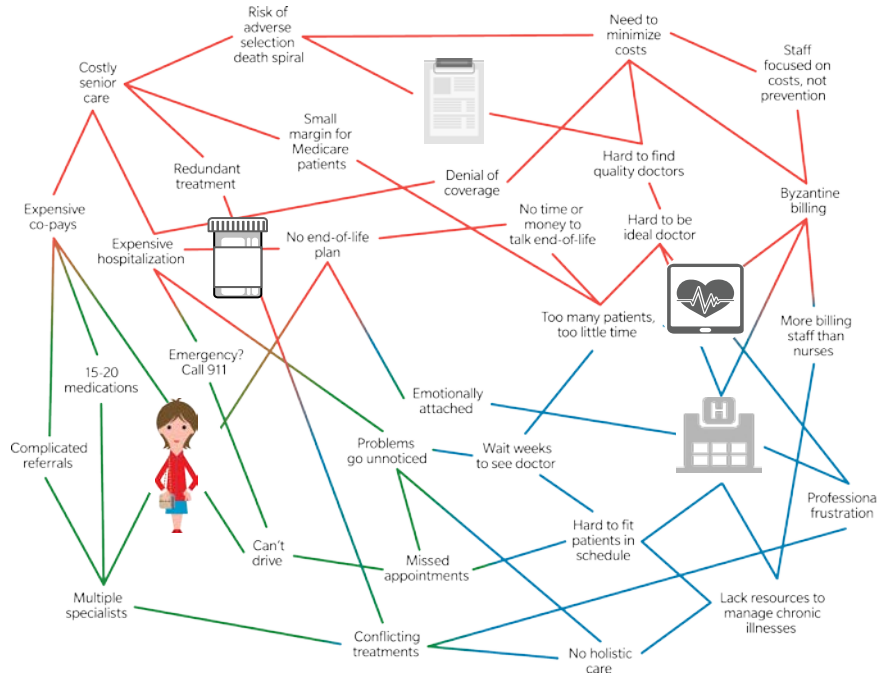 Risk of
adverse
selection
death spiral
Need to
minimize
costs
Staff
focused on
costs, not
prevention
Costly
senior
care
Small
margin for
Medicare
patients
Redundant
treatment
Denial of
coverage
Hard to find
quality doctors
Byzantine
billing
Expensive
co-pays
Expensive
hospitalization
No end-of-life
plan
No time or
money to
talk end-of-life
Hard to be
ideal doctor
Too many patients,
too little time
More billing
staff than
nurses
15-20
medications
Emergency?
Call 911
Emotionally
attached
H
Complicated
referrals
Problems
go unnoticed
Wait weeks
to see doctor
Professiona
frustration
Can't
drive
Missed
appointments
Hard to fit
patients in
schedule
Multiple
specialists
Conflicting
treatments
No holistic
care
Lack resources to
manage chronic
illnesses